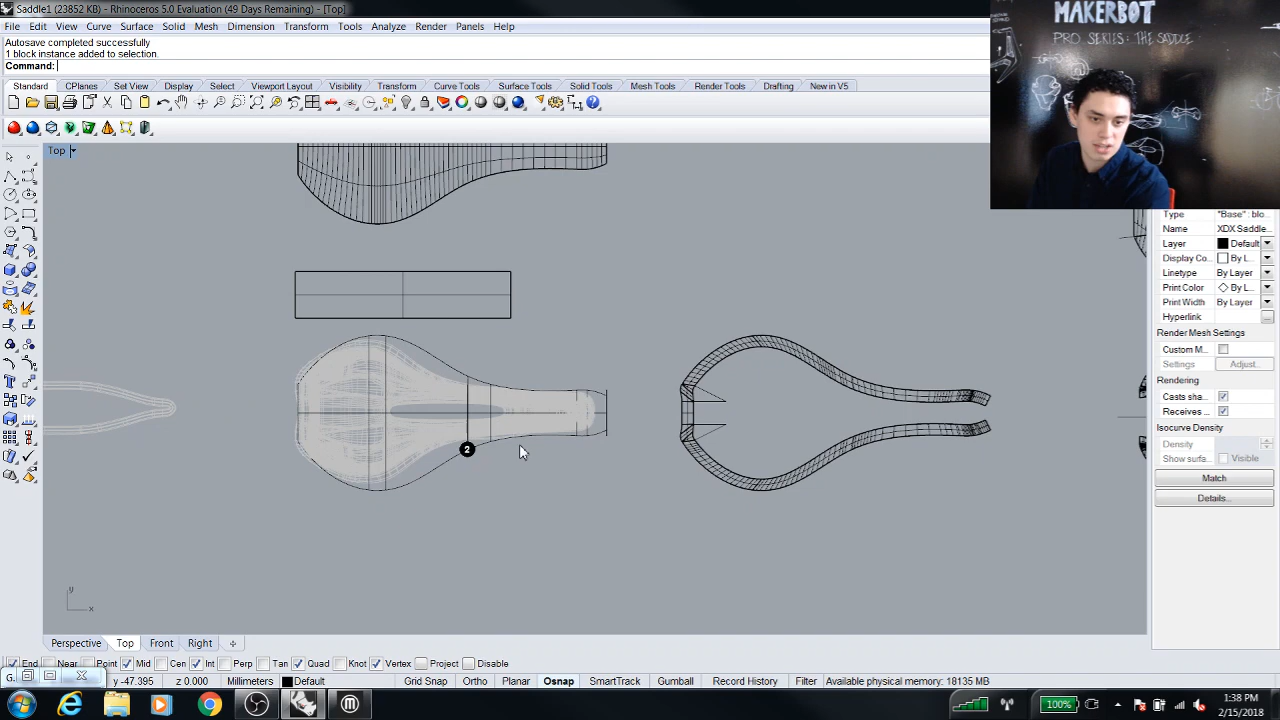 Saddle1 (23852 KB) - Rhinoceros 5.0 Evaluation (49 Days Remaining) - [Top]
File Edit View Curve Surface Solid Mesh Dimension Transform Tools Analyze Render Panels Help
Autosave completed successfully
1 block instance added to selection.
Command:
Standard CPlanes Set View Display Select Viewport Layout Visibility Transform Curve Tools Surface Tools Solid Tools Mesh Tools Render Tools Drafting New in V5
MAKERBOT
PRO SERIES: THE SADDLE
Top
Type "Base" : blo...
Name XDX Saddle...
Layer Default
Display Co... By L...
Linetype By Layer
Print Color By L...
Print Width By Layer
Hyperlink ...
Render Mesh Settings
Custom M...
Settings Adjust...
Rendering
Casts sha...
Receives ...
Isocurve Density
Density
Show surfa... Visible
Match
Details...
2
y
x
Perspective Top Front Right
End Near Point Mid Cen Int Perp Tan Quad Knot Vertex Project Disable
G... y -47.395 z 0.000 Millimeters Default Grid Snap Ortho Planar Osnap SmartTrack Gumball Record History Filter Available physical memory: 18135 MB
100% 1:38 PM
2/15/2018